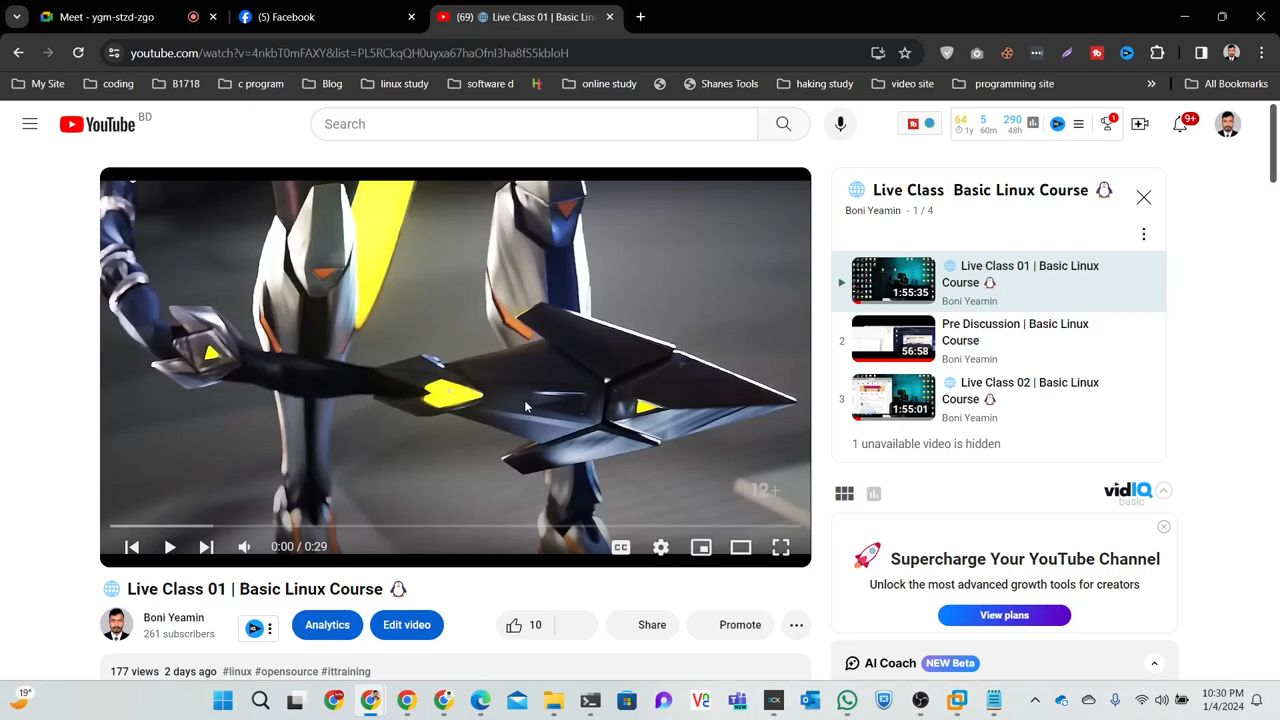 Meet - ygm-stzd-zgo
(5) Facebook
(69) 🌐 Live Class 01 | Basic Lin
youtube.com/watch?v=4nkbT0mFAXY&list=PL5RCkqQH0uyxa67haOfnI3ha8fS5kbloH
My Site
coding
B1718
c program
Blog
linux study
software d
online study
Shanes Tools
haking study
video site
programming site
All Bookmarks
YouTube BD
Search
64 5 290
1y 60m 48h
1
9+
🌐 Live Class Basic Linux Course 🐧
Boni Yeamin - 1 / 4
🌐 Live Class 01 | Basic Linux
Course 🐧
1:55:35
Boni Yeamin
2
Pre Discussion | Basic Linux
Course
56:58
Boni Yeamin
3
🌐 Live Class 02 | Basic Linux
Course 🐧
1:55:01
Boni Yeamin
1 unavailable video is hidden
12+
0:00 / 0:29
CC
vidIQ
basic
Supercharge Your YouTube Channel
Unlock the most advanced growth tools for creators
View plans
AI Coach NEW Beta
🌐 Live Class 01 | Basic Linux Course 🐧
Boni Yeamin
261 subscribers
Analytics
Edit video
10
Share
Promote
177 views 2 days ago #linux #opensource #ittraining
19°
10:30 PM
1/4/2024